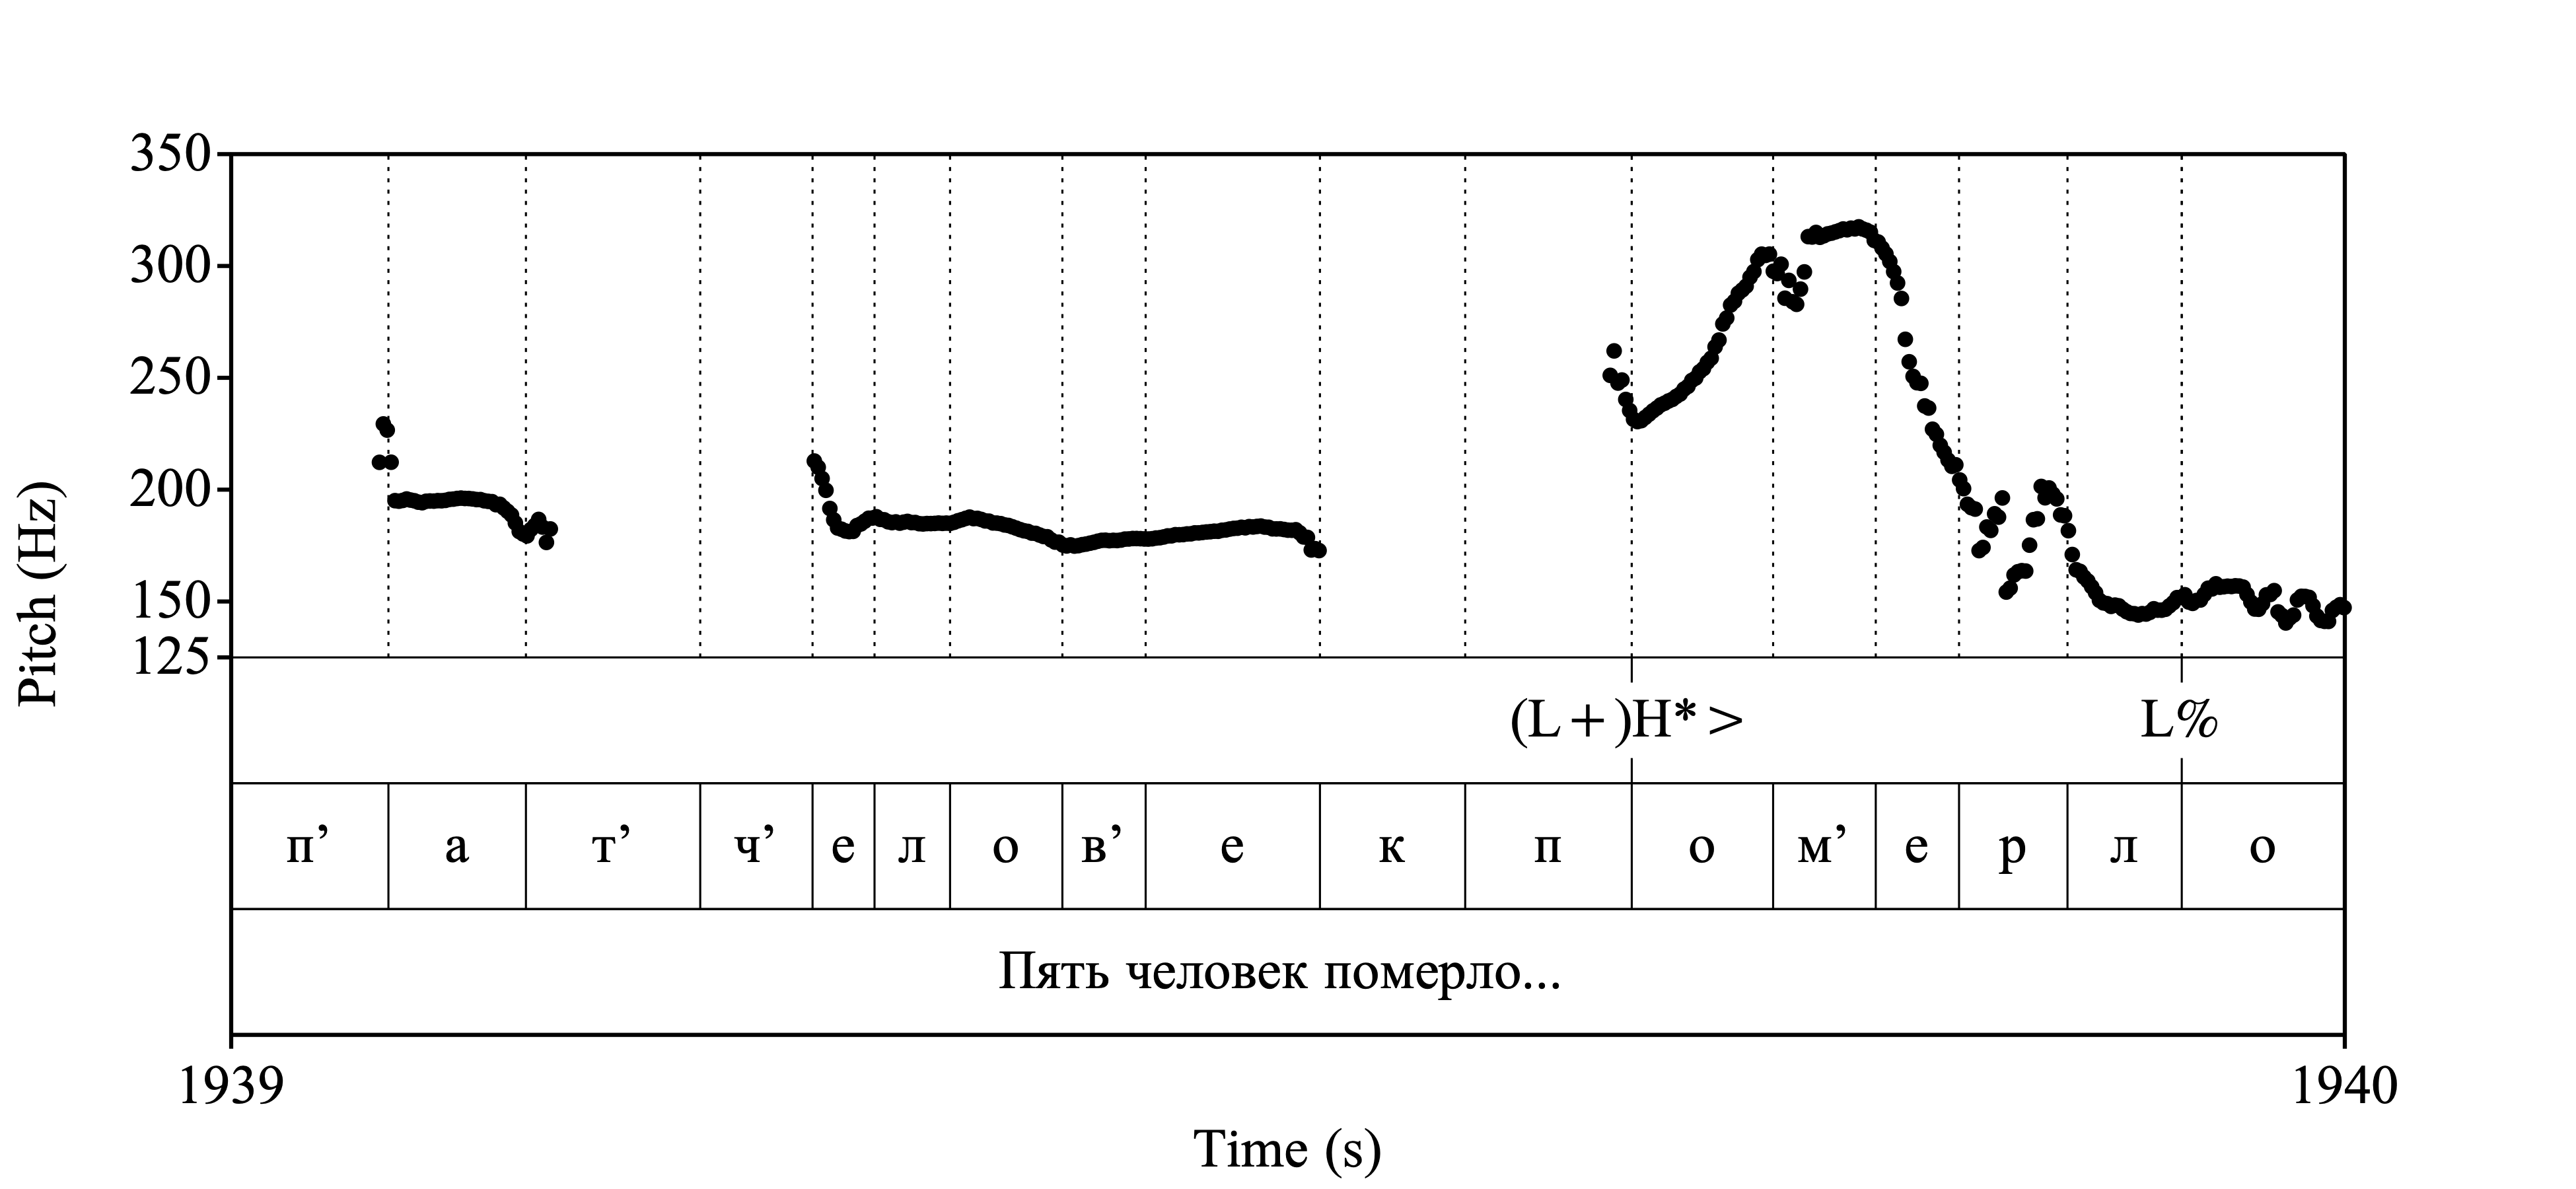 350
300
250
200
150
125
Pitch (Hz)
(L+)H*> L%
п’ а т’ ч’ е л о в’ е к п о м’ е р л о
Пять человек померло...
1939 1940
Time (s)